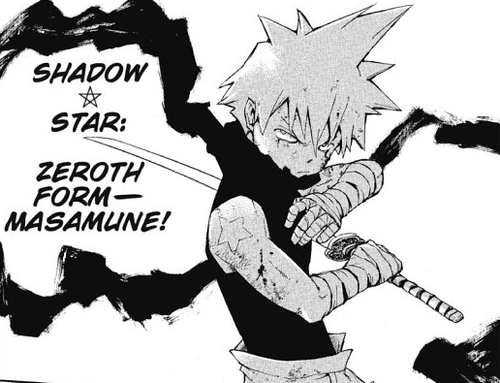 SHADOW
☆
STAR:
ZEROTH
FORM—
MASAMUNE!